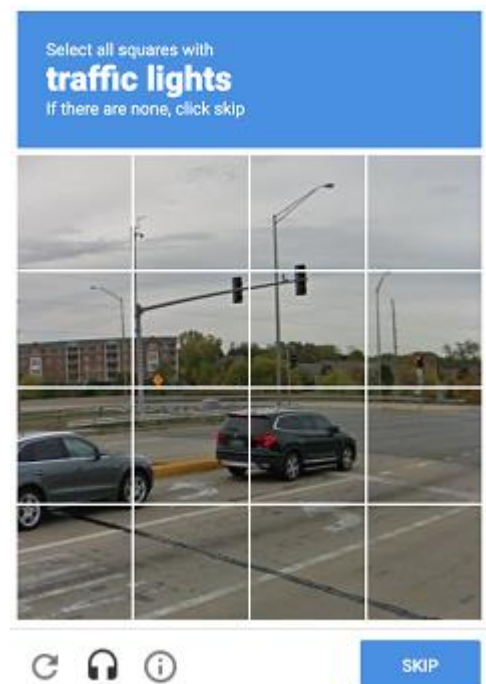 Select all squares with
traffic lights
If there are none, click skip
SKIP